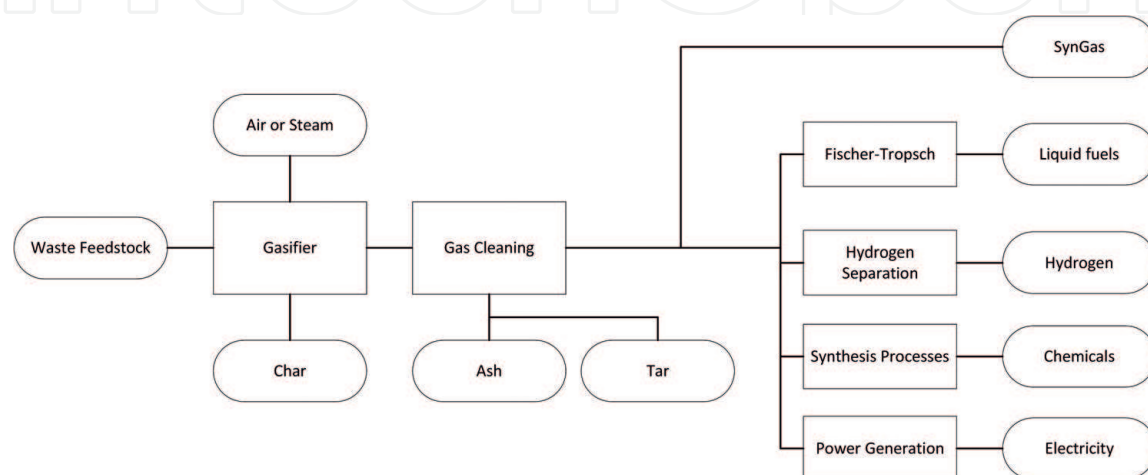 SynGas
Air or Steam
Fischer-Tropsch
Liquid fuels
Waste Feedstock
Gasifier
Gas Cleaning
Hydrogen
Separation
Hydrogen
Char
Ash
Tar
Synthesis Processes
Chemicals
Power Generation
Electricity